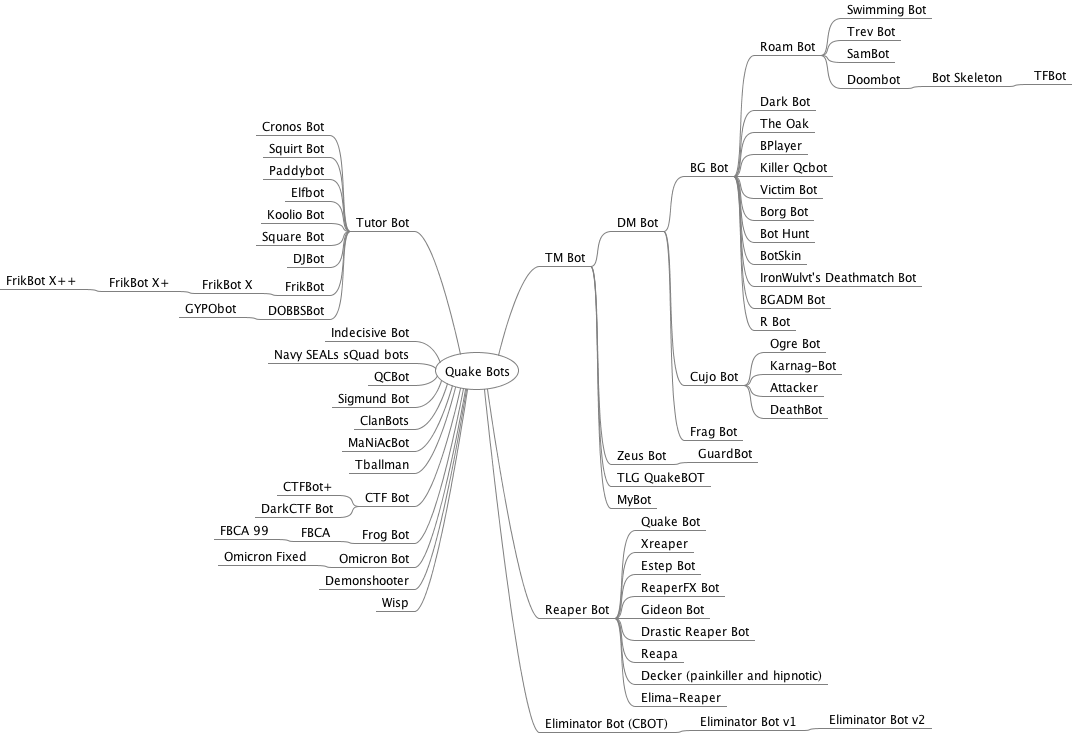 Quake Bots
Tutor Bot
Cronos Bot
Squirt Bot
Paddybot
Elfbot
Koolio Bot
Square Bot
DJBot
FrikBot
FrikBot X
FrikBot X+
FrikBot X++
DOBBSBot
GYPObot
Indecisive Bot
Navy SEALs sQuad bots
QCBot
Sigmund Bot
ClanBots
MaNiAcBot
Tballman
CTF Bot
CTFBot+
DarkCTF Bot
Frog Bot
FBCA
FBCA 99
Omicron Bot
Omicron Fixed
Demonshooter
Wisp
TM Bot
DM Bot
BG Bot
Roam Bot
Swimming Bot
Trev Bot
SamBot
Doombot
Bot Skeleton
TFBot
Dark Bot
The Oak
BPlayer
Killer Qcbot
Victim Bot
Borg Bot
Bot Hunt
BotSkin
IronWulvt's Deathmatch Bot
BGADM Bot
R Bot
Cujo Bot
Ogre Bot
Karnag-Bot
Attacker
DeathBot
Frag Bot
Zeus Bot
GuardBot
TLG QuakeBOT
MyBot
Reaper Bot
Quake Bot
Xreaper
Estep Bot
ReaperFX Bot
Gideon Bot
Drastic Reaper Bot
Reapa
Decker (painkiller and hipnotic)
Elima-Reaper
Eliminator Bot (CBOT)
Eliminator Bot v1
Eliminator Bot v2